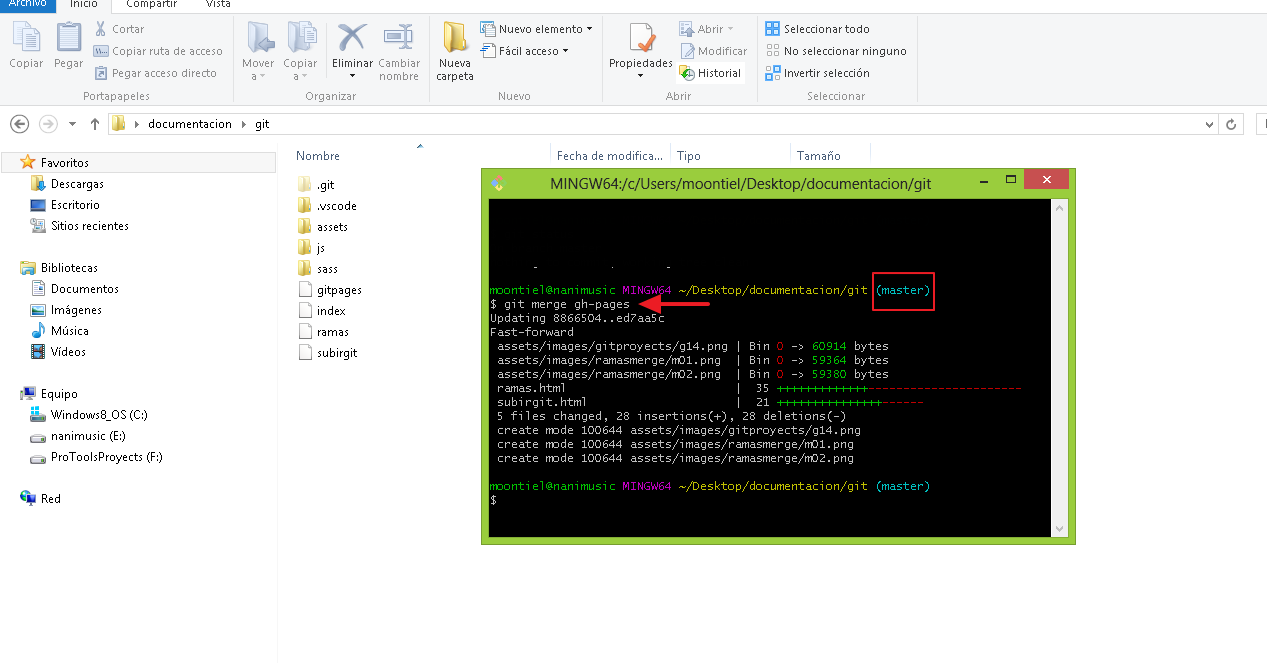 Archivo Inicio Compartir Vista
Copiar
Pegar
Cortar
Copiar ruta de acceso
Pegar acceso directo
Portapapeles
Mover a
Copiar a
Eliminar
Cambiar nombre
Organizar
Nueva carpeta
Nuevo elemento
Fácil acceso
Nuevo
Propiedades
Abrir
Modificar
Historial
Abrir
Seleccionar todo
No seleccionar ninguno
Invertir selección
Seleccionar
documentacion git
Favoritos
Descargas
Escritorio
Sitios recientes
Bibliotecas
Documentos
Imágenes
Música
Vídeos
Equipo
Windows8_OS (C:)
nanimusic (E:)
ProToolsProyects (F:)
Red
Nombre Fecha de modifica... Tipo Tamaño
.git
.vscode
assets
js
sass
gitpages
index
ramas
subirgit
MINGW64:/c/Users/moontiel/Desktop/documentacion/git
moontiel@nanimusic MINGW64 ~/Desktop/documentacion/git (master)
$ git merge gh-pages
Updating 8866504..ed7aa5c
Fast-forward
assets/images/gitproyects/g14.png | Bin 0 -> 60914 bytes
assets/images/ramasmerge/m01.png | Bin 0 -> 59364 bytes
assets/images/ramasmerge/m02.png | Bin 0 -> 59380 bytes
ramas.html | 35 +++++++++++++----------------------
subirgit.html | 21 +++++++++++++++------
5 files changed, 28 insertions(+), 28 deletions(-)
create mode 100644 assets/images/gitproyects/g14.png
create mode 100644 assets/images/ramasmerge/m01.png
create mode 100644 assets/images/ramasmerge/m02.png
moontiel@nanimusic MINGW64 ~/Desktop/documentacion/git (master)
$